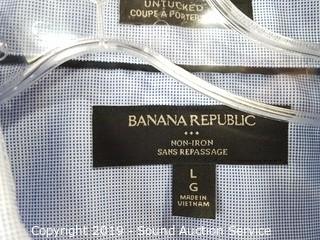 UNTUCKED
COUPE À PORTER
BANANA REPUBLIC
NON-IRON
SANS REPASSAGE
L
G
MADE IN
VIETNAM
Copyright 2019 - Sound Auction Service